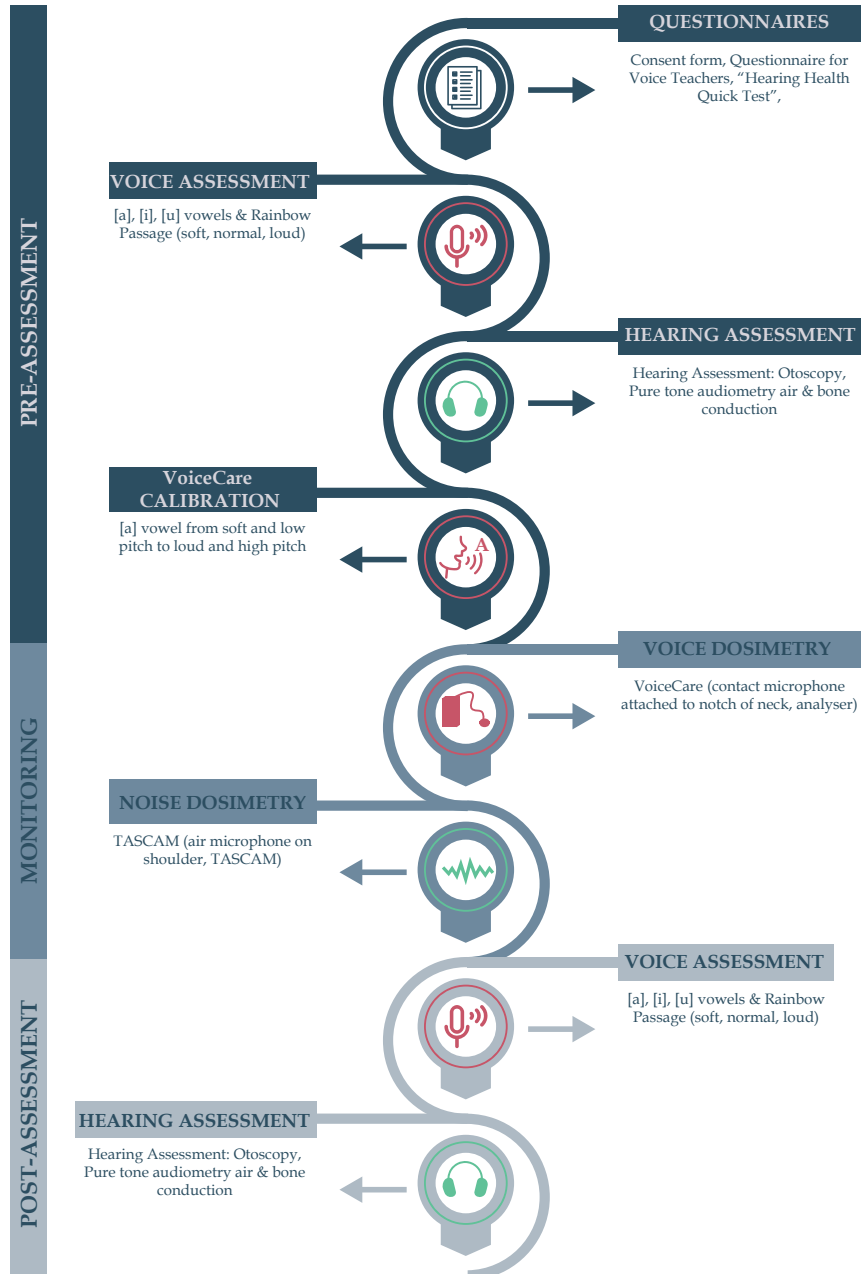 PRE-ASSESSMENT
QUESTIONNAIRES
Consent form, Questionnaire for
Voice Teachers, “Hearing Health
Quick Test”,
VOICE ASSESSMENT
[a], [i], [u] vowels & Rainbow
Passage (soft, normal, loud)
HEARING ASSESSMENT
Hearing Assessment: Otoscopy,
Pure tone audiometry air & bone
conduction
VoiceCare
CALIBRATION
[a] vowel from soft and low
pitch to loud and high pitch
A
MONITORING
VOICE DOSIMETRY
VoiceCare (contact microphone
attached to notch of neck, analyser)
NOISE DOSIMETRY
TASCAM (air microphone on
shoulder, TASCAM)
POST-ASSESSMENT
VOICE ASSESSMENT
[a], [i], [u] vowels & Rainbow
Passage (soft, normal, loud)
HEARING ASSESSMENT
Hearing Assessment: Otoscopy,
Pure tone audiometry air & bone
conduction